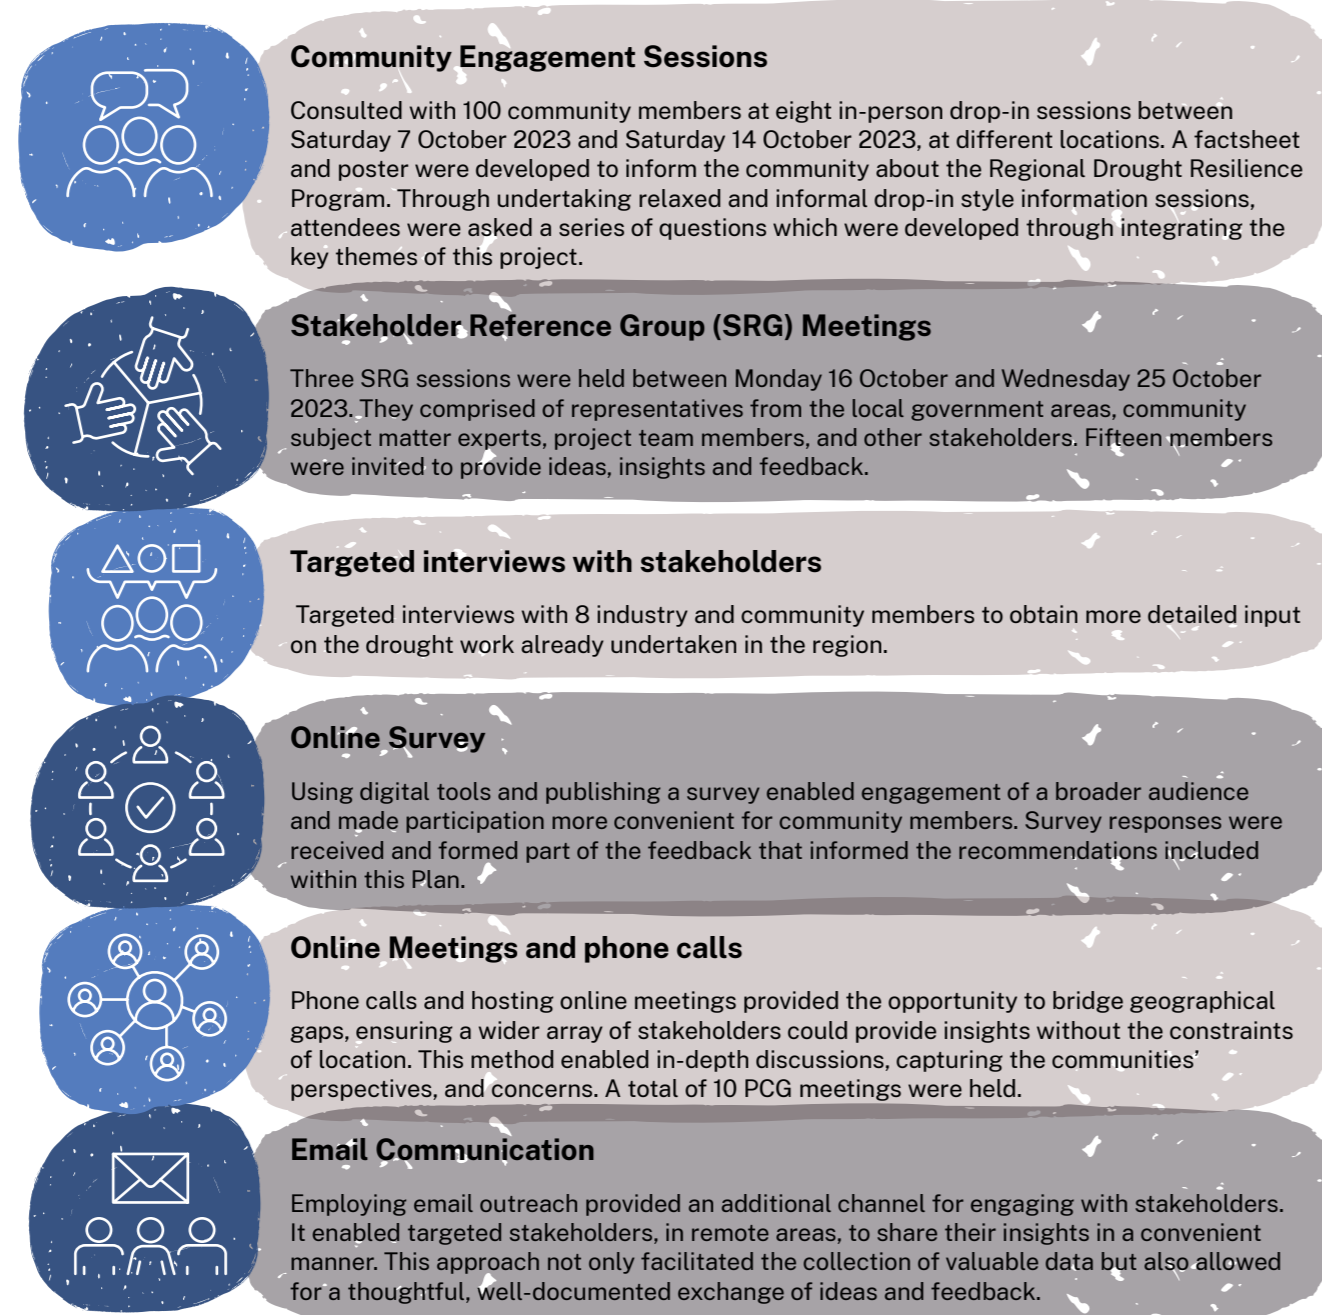 Community Engagement Sessions
Consulted with 100 community members at eight in-person drop-in sessions between
Saturday 7 October 2023 and Saturday 14 October 2023, at different locations. A factsheet
and poster were developed to inform the community about the Regional Drought Resilience
Program. Through undertaking relaxed and informal drop-in style information sessions,
attendees were asked a series of questions which were developed through integrating the
key themes of this project.
Stakeholder Reference Group (SRG) Meetings
Three SRG sessions were held between Monday 16 October and Wednesday 25 October
2023. They comprised of representatives from the local government areas, community
subject matter experts, project team members, and other stakeholders. Fifteen members
were invited to provide ideas, insights and feedback.
Targeted interviews with stakeholders
Targeted interviews with 8 industry and community members to obtain more detailed input
on the drought work already undertaken in the region.
Online Survey
Using digital tools and publishing a survey enabled engagement of a broader audience
and made participation more convenient for community members. Survey responses were
received and formed part of the feedback that informed the recommendations included
within this Plan.
Online Meetings and phone calls
Phone calls and hosting online meetings provided the opportunity to bridge geographical
gaps, ensuring a wider array of stakeholders could provide insights without the constraints
of location. This method enabled in-depth discussions, capturing the communities’
perspectives, and concerns. A total of 10 PCG meetings were held.
Email Communication
Employing email outreach provided an additional channel for engaging with stakeholders.
It enabled targeted stakeholders, in remote areas, to share their insights in a convenient
manner. This approach not only facilitated the collection of valuable data but also allowed
for a thoughtful, well-documented exchange of ideas and feedback.